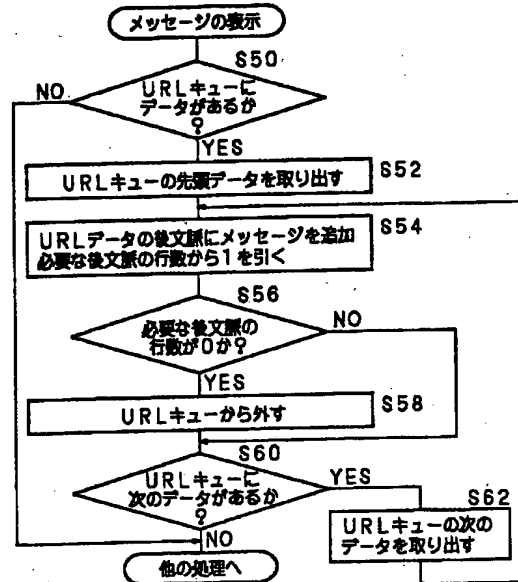 メッセージの表示
S50
NO
URLキューに
データがあるか
?
YES
URLキューの先頭データを取り出す
S52
URLデータの後文脈にメッセージを追加
必要な後文脈の行数から1を引く
S54
S56
必要な後文脈の
行数が0か?
NO
YES
URLキューから外す
S58
S60
URLキューに
次のデータがあるか
?
YES
S62
URLキューの次の
データを取り出す
NO
他の処理へ